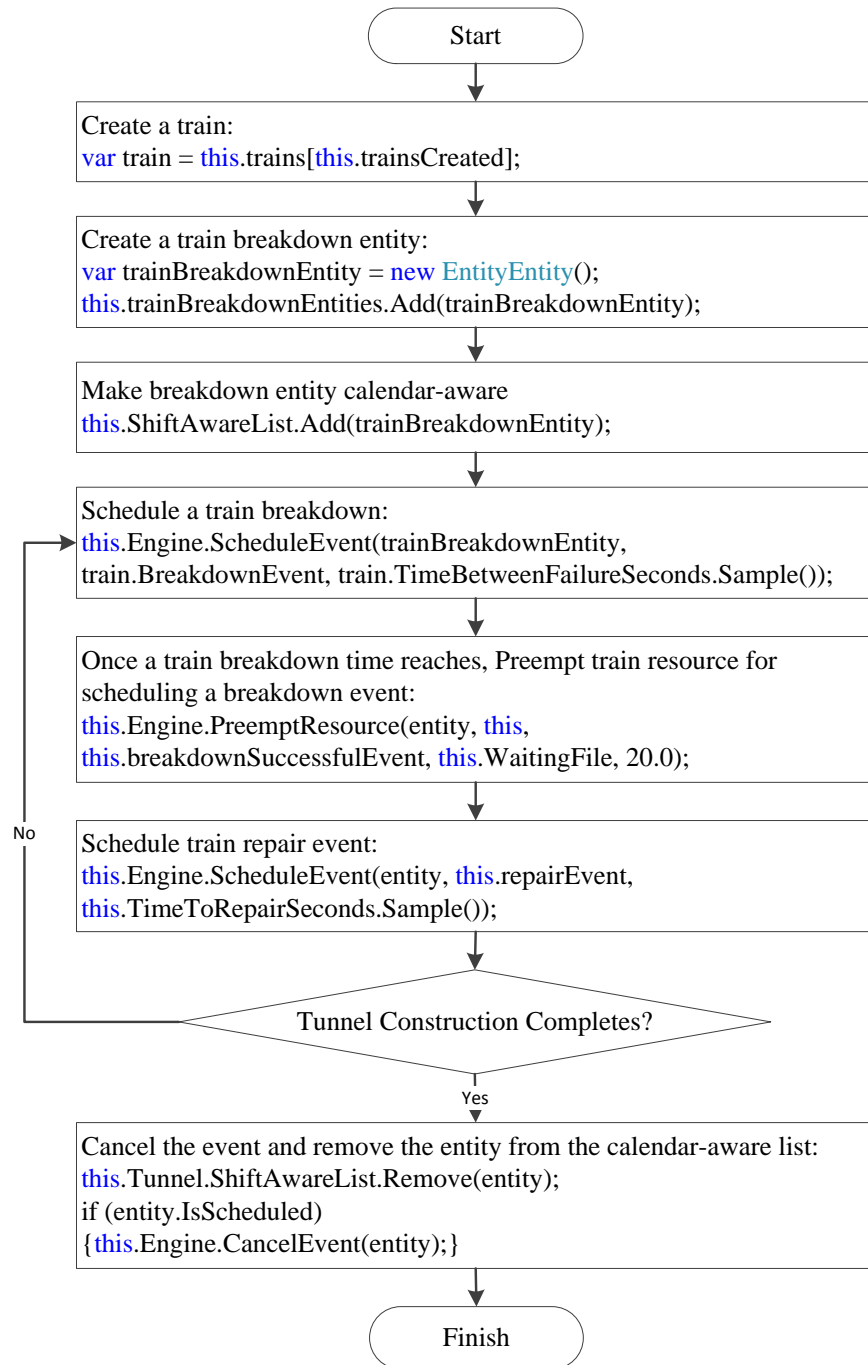 Start
Create a train:
var train = this.trains[this.trainsCreated];
Create a train breakdown entity:
var trainBreakdownEntity = new EntityEntity();
this.trainBreakdownEntities.Add(trainBreakdownEntity);
Make breakdown entity calendar-aware
this.ShiftAwareList.Add(trainBreakdownEntity);
Schedule a train breakdown:
this.Engine.ScheduleEvent(trainBreakdownEntity,
train.BreakdownEvent, train.TimeBetweenFailureSeconds.Sample());
Once a train breakdown time reaches, Preempt train resource for
scheduling a breakdown event:
this.Engine.PreemptResource(entity, this,
this.breakdownSuccessfulEvent, this.WaitingFile, 20.0);
No
Schedule train repair event:
this.Engine.ScheduleEvent(entity, this.repairEvent,
this.TimeToRepairSeconds.Sample());
Tunnel Construction Completes?
Yes
Cancel the event and remove the entity from the calendar-aware list:
this.Tunnel.ShiftAwareList.Remove(entity);
if (entity.IsScheduled)
{this.Engine.CancelEvent(entity);}
Finish